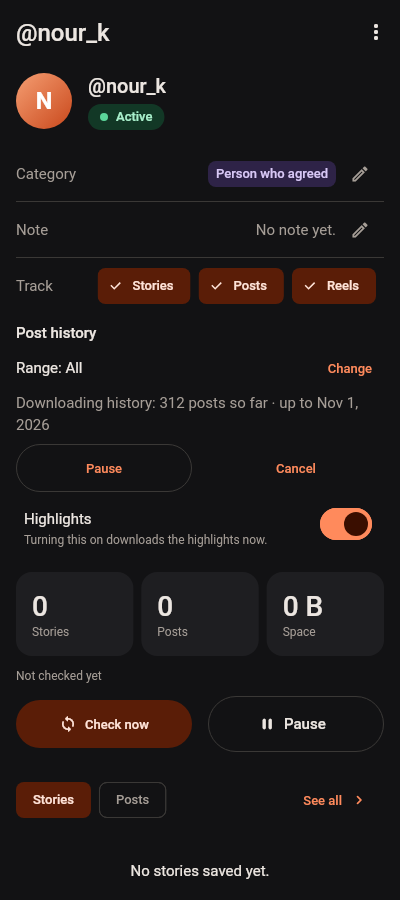 @nour_k
N
@nour_k
Active
Category
Person who agreed
Note
No note yet.
Track
Stories
Posts
Reels
Post history
Range: All
Change
Downloading history: 312 posts so far · up to Nov 1,
2026
Pause
Cancel
Highlights
Turning this on downloads the highlights now.
0
Stories
0
Posts
0 B
Space
Not checked yet
Check now
Pause
Stories
Posts
See all
No stories saved yet.